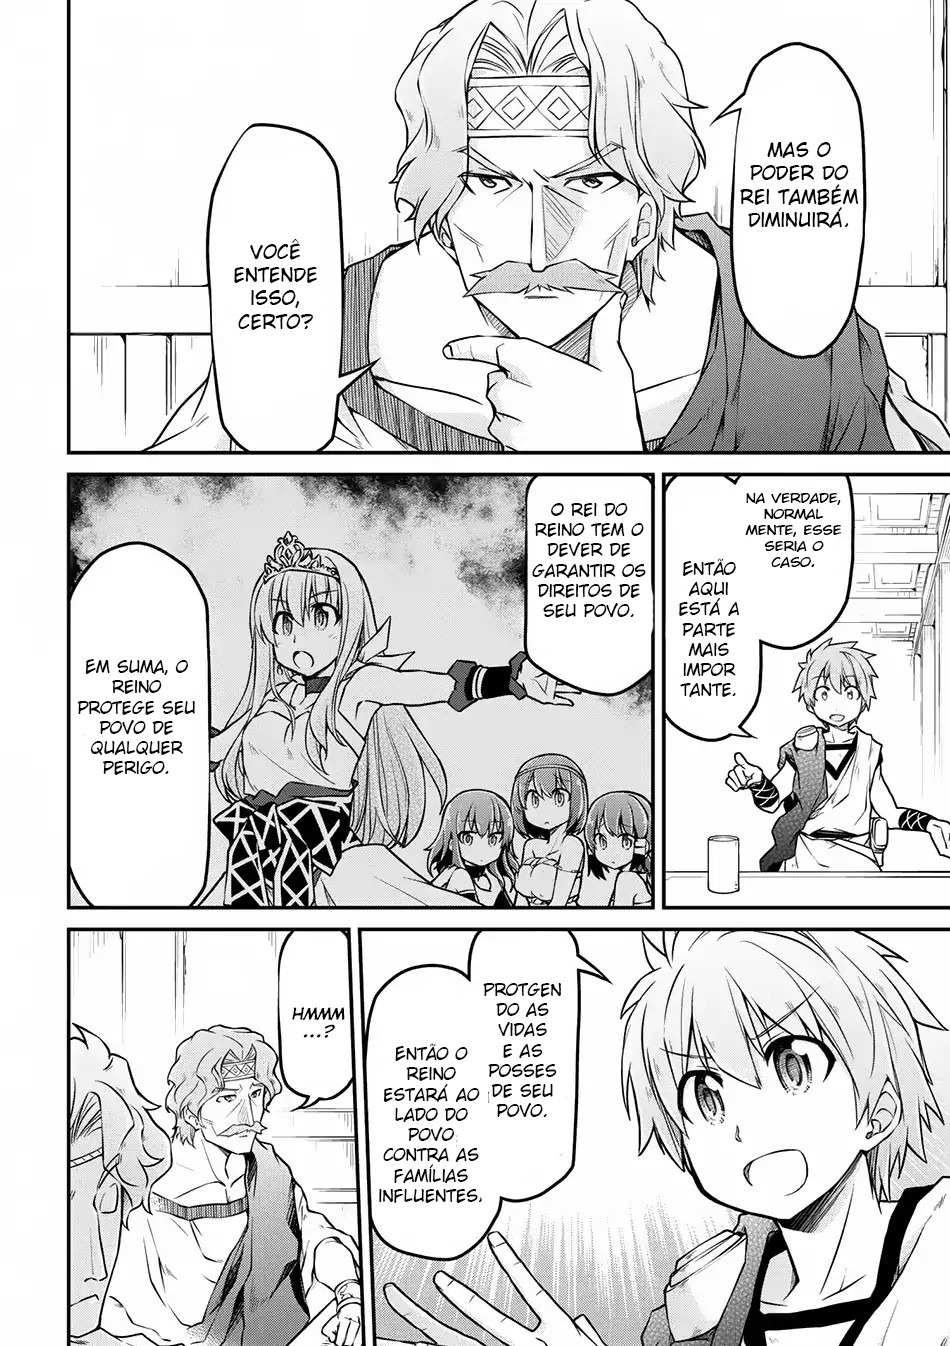 MAS O
PODER DO
REI TAMBÉM
DIMINUIRÁ.
VOCÊ
ENTENDE
ISSO,
CERTO?
NA VERDADE,
NORMAL
MENTE, ESSE
SERIA O
CASO.
ENTÃO
AQUI
ESTÁ A
PARTE
MAIS
IMPOR
TANTE.
O REI DO
REINO TEM O
DEVER DE
GARANTIR OS
DIREITOS DE
SEU POVO.
EM SUMA, O
REINO
PROTEGE SEU
POVO DE
QUALQUER
PERIGO.
PROTGEN
DO AS
VIDAS
E AS
POSSES
DE SEU
POVO.
ENTÃO O
REINO
ESTARÁ AO
LADO DO
POVO
CONTRA AS
FAMÍLIAS
INFLUENTES.
HMMM
...?